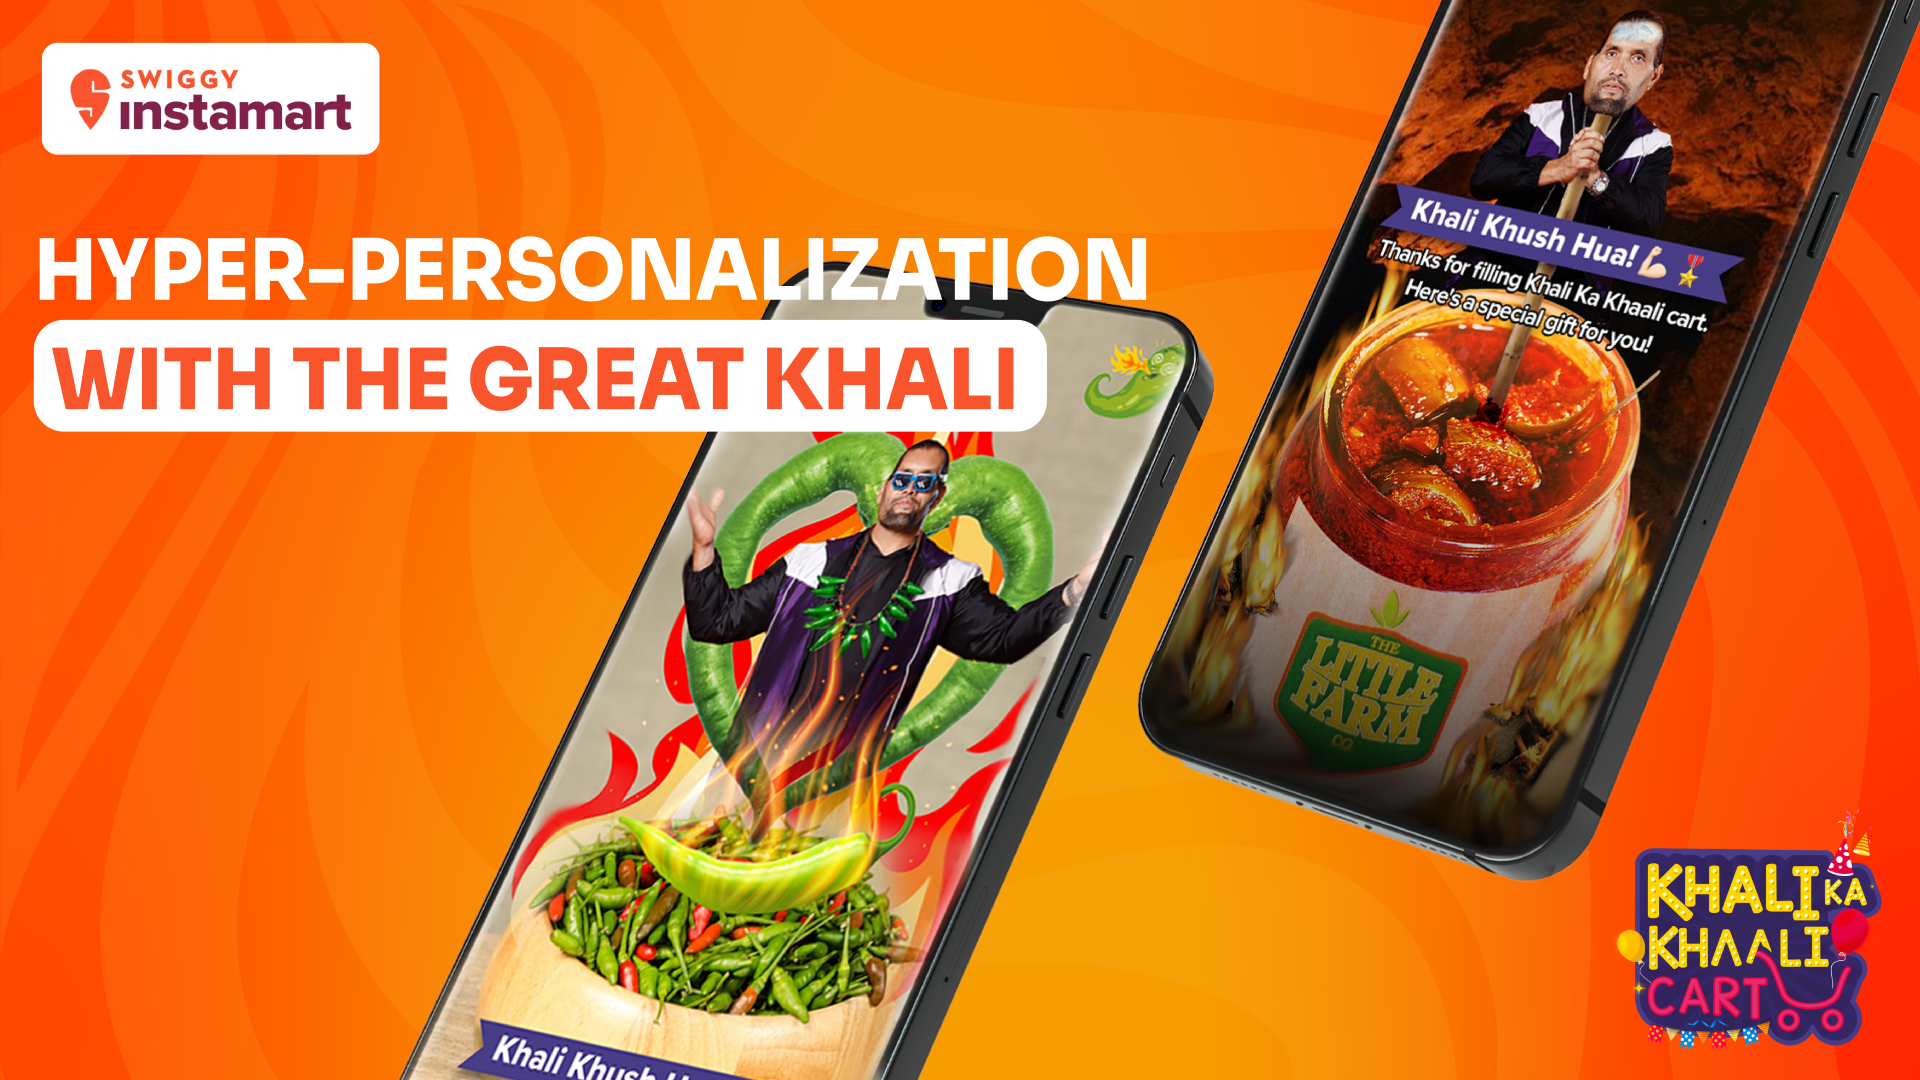 SWIGGY
instamart
HYPER-PERSONALIZATION
WITH THE GREAT KHALI
Khali Khush Hua!
Thanks for filling Khali Ka Khaali cart.
Here's a special gift for you!
THE
LITTLE
FARM
CO.
Khali Khush
KHALI KA
KHAALI
CART